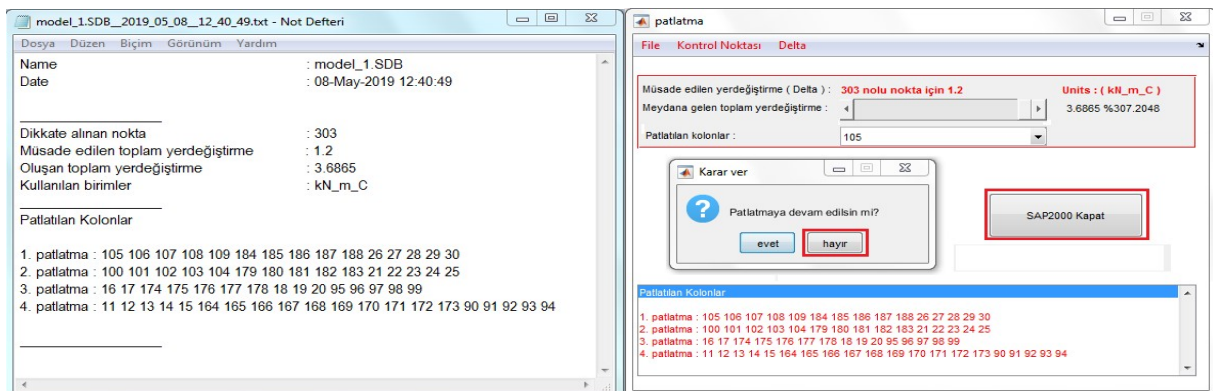 model_1.SDB__2019_05_08__12_40_49.txt - Not Defteri
Dosya Düzen Biçim Görünüm Yardım
Name : model_1.SDB
Date : 08-May-2019 12:40:49
Dikkate alınan nokta : 303
Müsade edilen toplam yerdeğiştirme : 1.2
Oluşan toplam yerdeğiştirme : 3.6865
Kullanılan birimler : kN_m_C
Patlatılan Kolonlar
1. patlatma : 105 106 107 108 109 184 185 186 187 188 26 27 28 29 30
2. patlatma : 100 101 102 103 104 179 180 181 182 183 21 22 23 24 25
3. patlatma : 16 17 174 175 176 177 178 18 19 20 95 96 97 98 99
4. patlatma : 11 12 13 14 15 164 165 166 167 168 169 170 171 172 173 90 91 92 93 94
patlatma
File Kontrol Noktası Delta
Müsade edilen yerdeğiştirme ( Delta ) : 303 nolu nokta için 1.2 Units : ( kN_m_C )
Meydana gelen toplam yerdeğiştirme : 3.6865 %307.2048
Patlatılan kolonlar : 105
Karar ver
Patlatmaya devam edilsin mi?
evet hayır
SAP2000 Kapat
Patlatılan Kolonlar
1. patlatma : 105 106 107 108 109 184 185 186 187 188 26 27 28 29 30
2. patlatma : 100 101 102 103 104 179 180 181 182 183 21 22 23 24 25
3. patlatma : 16 17 174 175 176 177 178 18 19 20 95 96 97 98 99
4. patlatma : 11 12 13 14 15 164 165 166 167 168 169 170 171 172 173 90 91 92 93 94